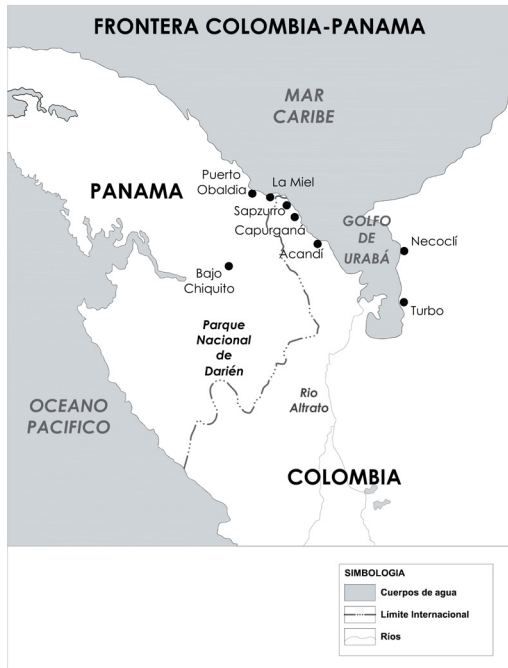 FRONTERA COLOMBIA-PANAMA
MAR
CARIBE
Puerto
Obaldia
La Miel
PANAMA
Sapzurro
Capurganá
GOLFO
DE
URABÁ
Necoclí
Acandí
Bajo
Chiquito
Turbo
Parque
Nacional
de
Darién
OCEANO
PACIFICO
Rio
Altrato
COLOMBIA
SIMBOLOGIA
Cuerpos de agua
Límite Internacional
Ríos